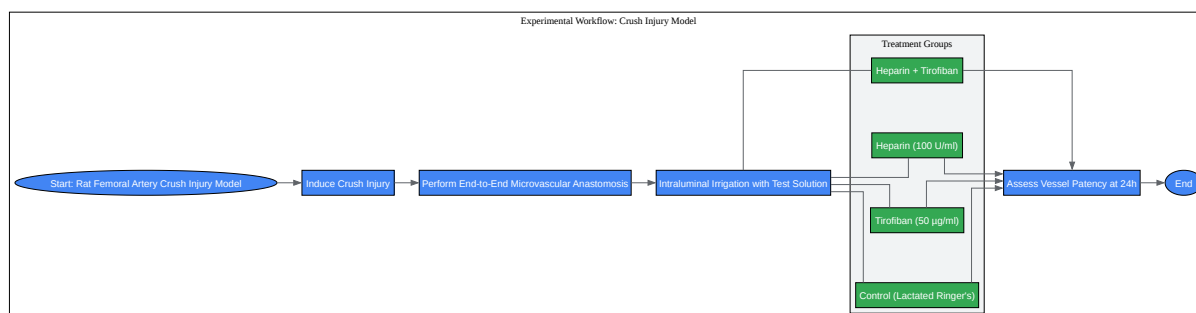 Experimental Workflow: Crush Injury Model
Treatment Groups
Heparin + Tirofiban
Heparin (100 U/ml)
Start: Rat Femoral Artery Crush Injury Model
Induce Crush Injury
Perform End-to-End Microvascular Anastomosis
Intraluminal Irrigation with Test Solution
Assess Vessel Patency at 24h
End
Tirofiban (50 µg/ml)
Control (Lactated Ringer's)